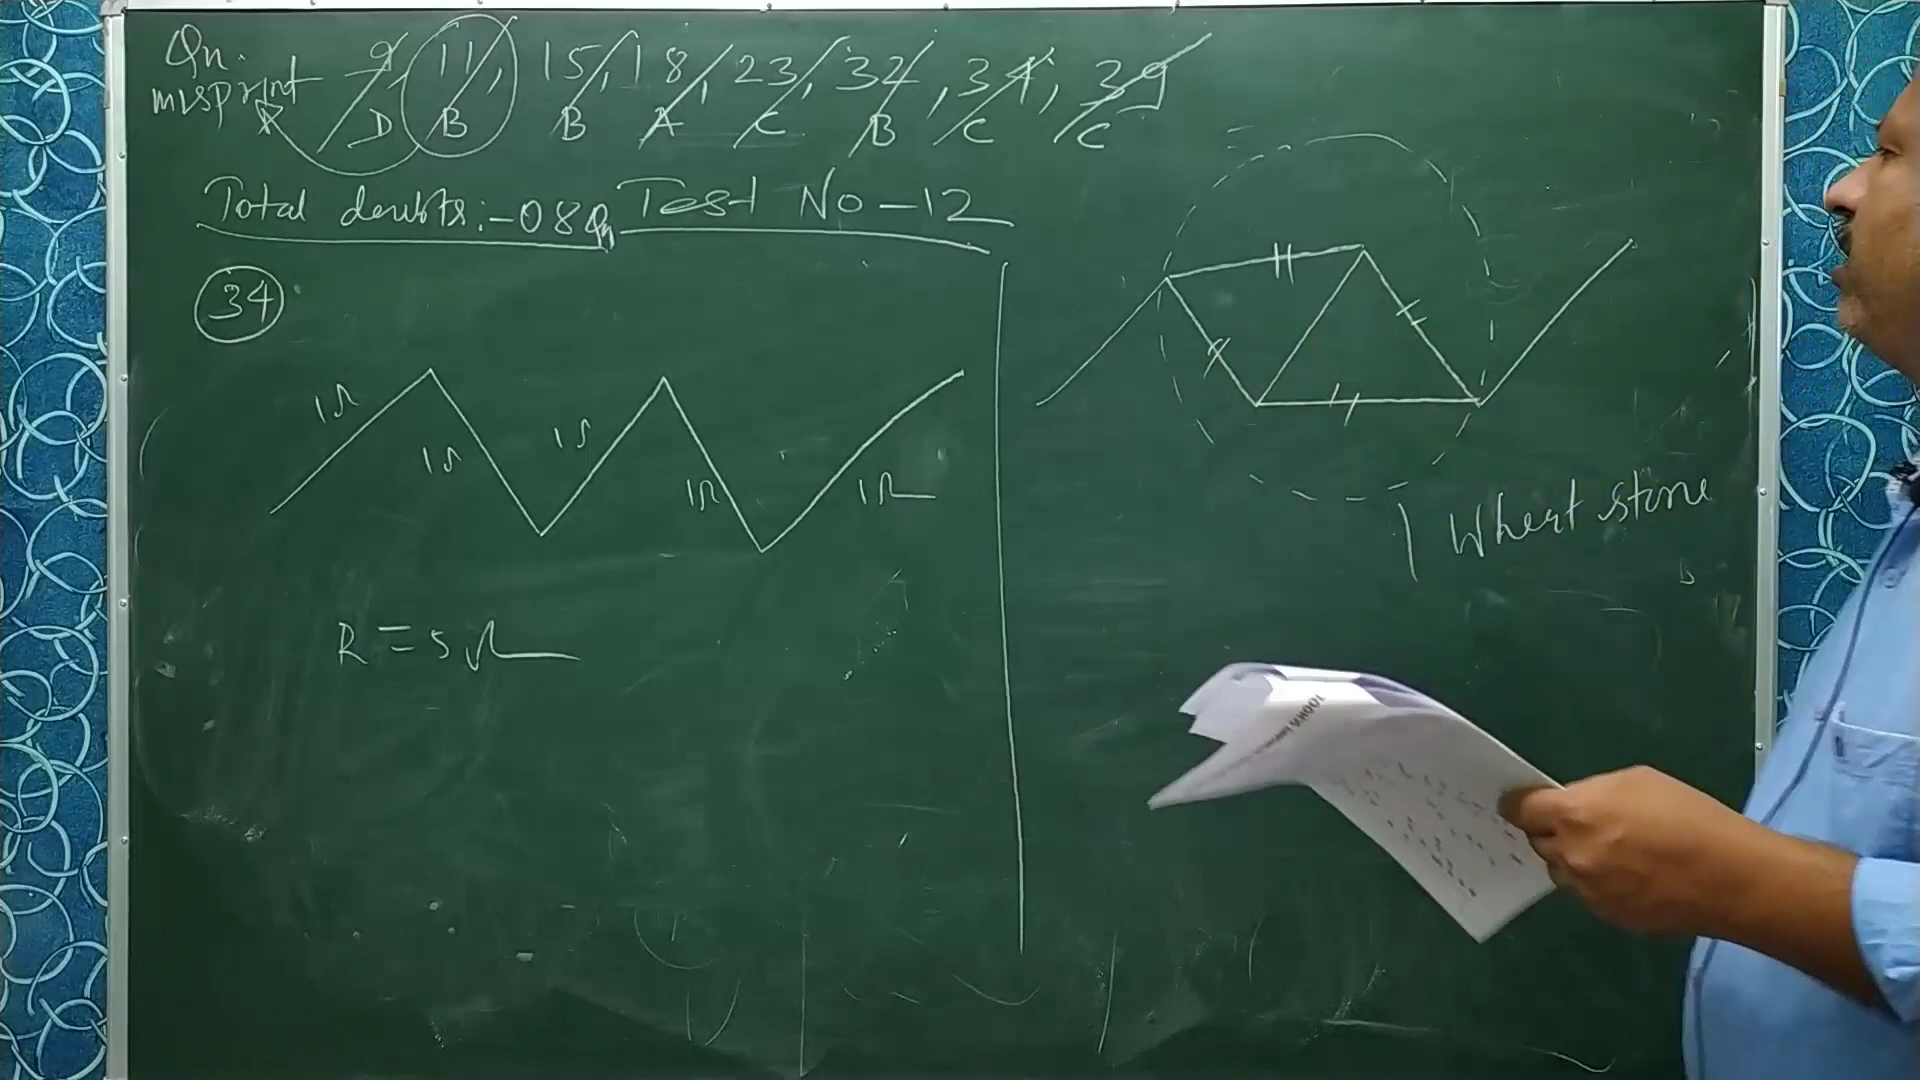 Qn. 9, 11, 15, 18, 23, 32, 34, 39
misprint D B B A C B C C
A
Total doubts:-08Qn Test No-12
34
1Ω 1Ω 1Ω 1Ω 1Ω
Wheat stone
R = 5Ω